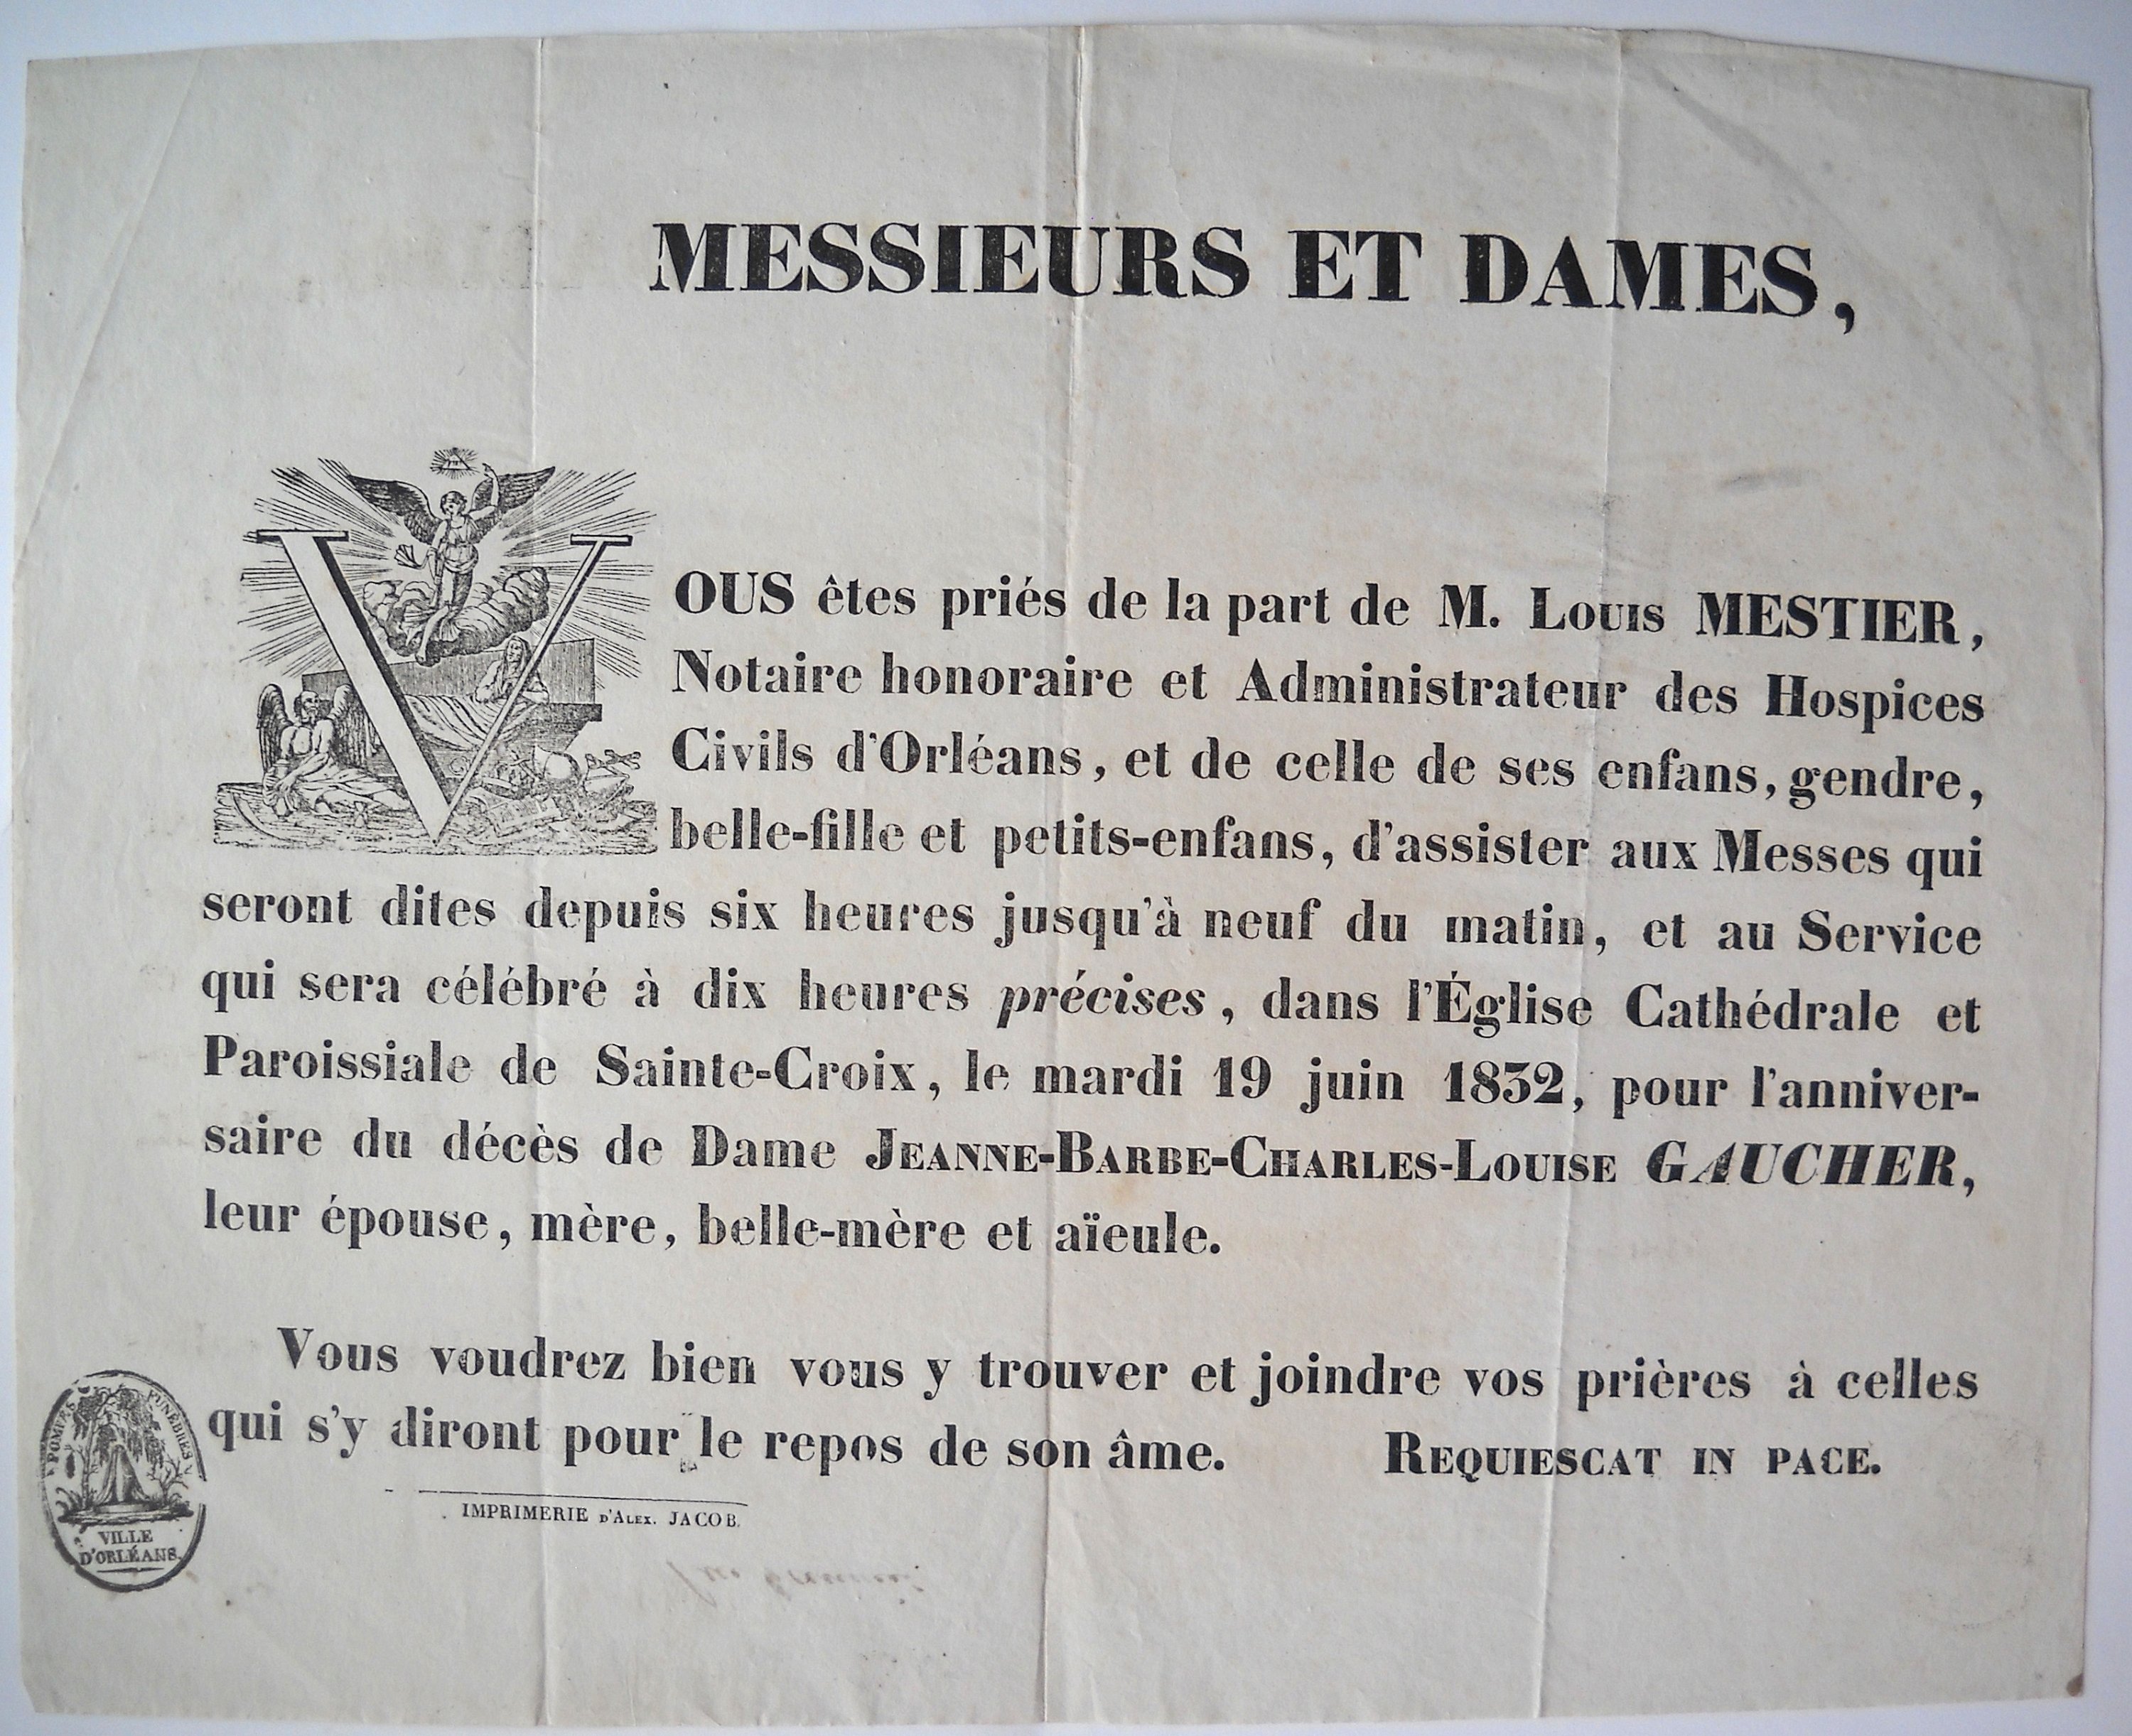 MESSIEURS ET DAMES,
VOUS êtes priés de la part de M. Louis MESTIER,
Notaire honoraire et Administrateur des Hospices
Civils d'Orléans, et de celle de ses enfans, gendre,
belle-fille et petits-enfans, d'assister aux Messes qui
seront dites depuis six heures jusqu'à neuf du matin, et au Service
qui sera célébré à dix heures précises, dans l'Église Cathédrale et
Paroissiale de Sainte-Croix, le mardi 19 juin 1832, pour l'anniver-
saire du décès de Dame JEANNE-BARBE-CHARLES-LOUISE GAUCHER,
leur épouse, mère, belle-mère et aïeule.
Vous voudrez bien vous y trouver et joindre vos prières à celles
qui s'y diront pour le repos de son âme. REQUIESCAT IN PACE.
IMPRIMERIE D'ALEX. JACOB.
POMPES FUNÈBRES
VILLE
D'ORLÉANS.